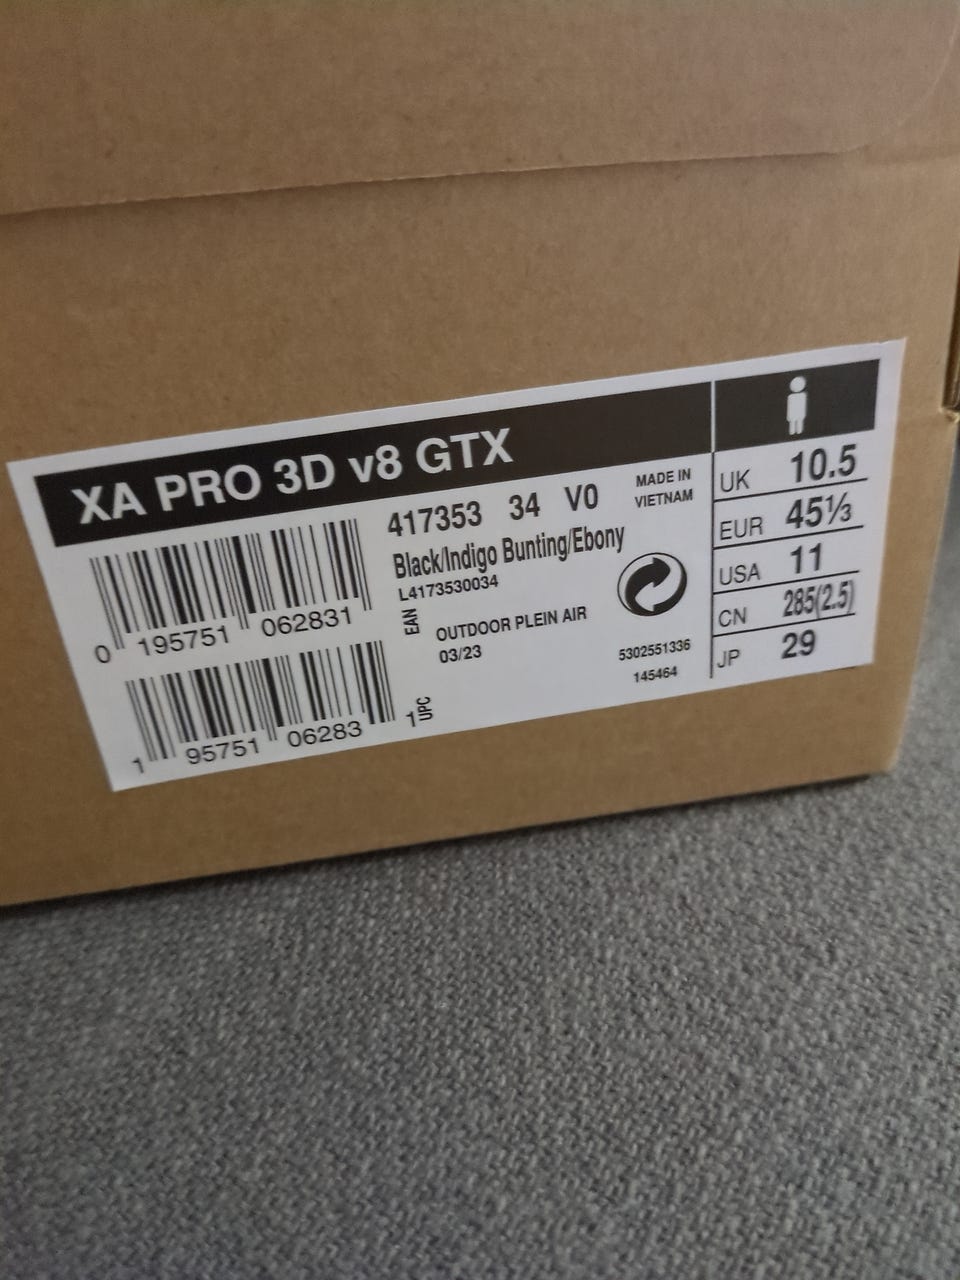 XA PRO 3D v8 GTX
417353 34 V0
MADE IN
VIETNAM
Black/Indigo Bunting/Ebony
L4173530034
EAN
0 195751 062831
OUTDOOR PLEIN AIR
03/23
5302551336
145464
1 95751 06283 1
UPC
UK 10.5
EUR 45⅓
USA 11
CN 285(2.5)
JP 29